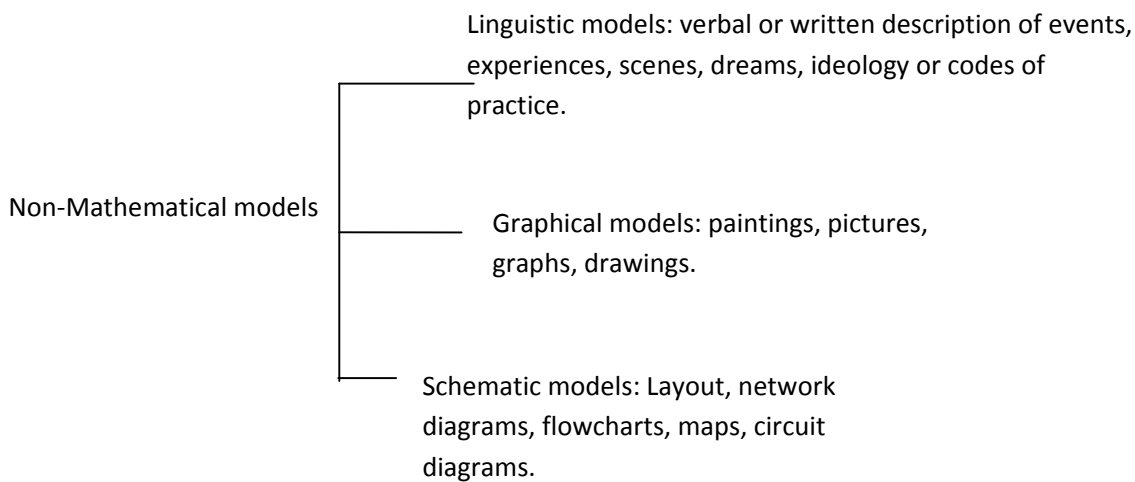 Linguistic models: verbal or written description of events,
experiences, scenes, dreams, ideology or codes of
practice.
Non-Mathematical models
Graphical models: paintings, pictures,
graphs, drawings.
Schematic models: Layout, network
diagrams, flowcharts, maps, circuit
diagrams.